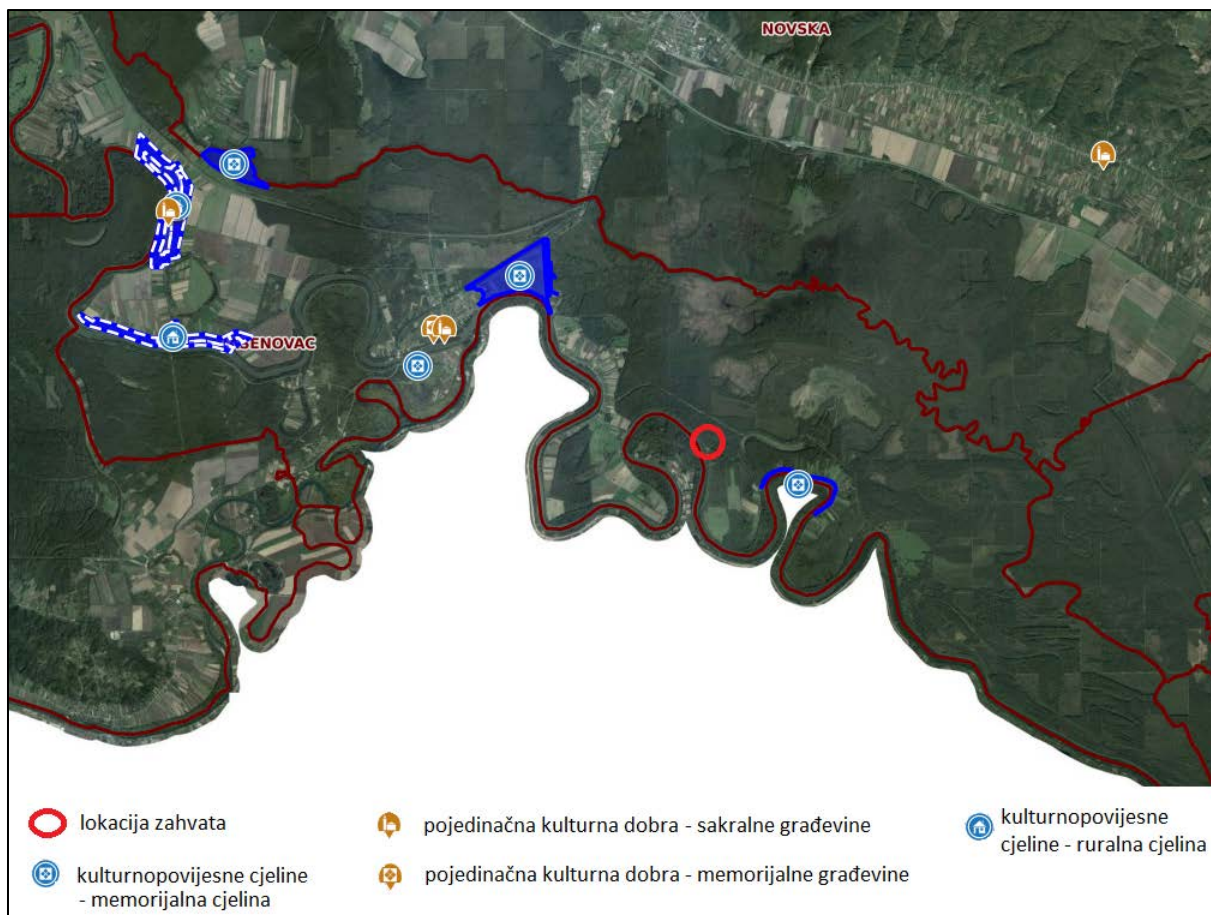 NOVSKA
SENOVAC
lokacija zahvata
kulturnopovijesne cjeline
- memorijalna cjelina
pojedinačna kulturna dobra - sakralne građevine
pojedinačna kulturna dobra - memorijalne građevine
kulturnopovijesne
cjeline - ruralna cjelina